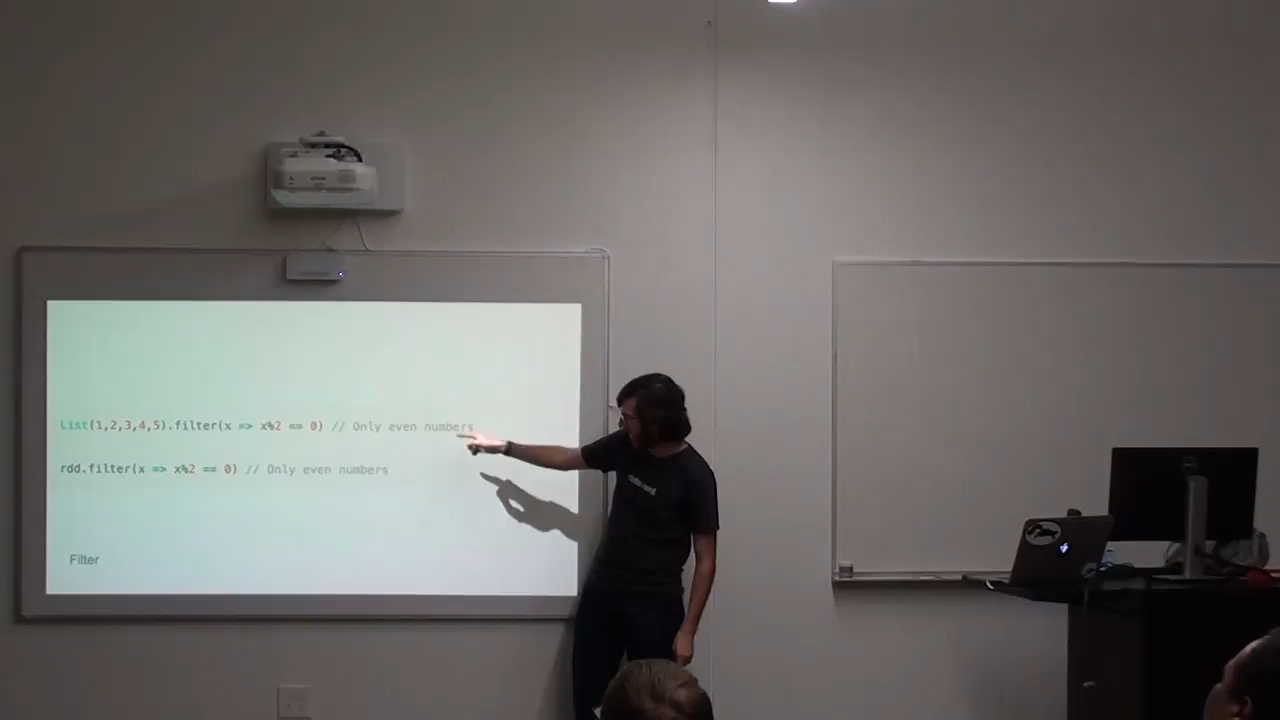 List(1,2,3,4,5).filter(x => x%2 == 0) // Only even numbers
rdd.filter(x => x%2 == 0) // Only even numbers
Filter